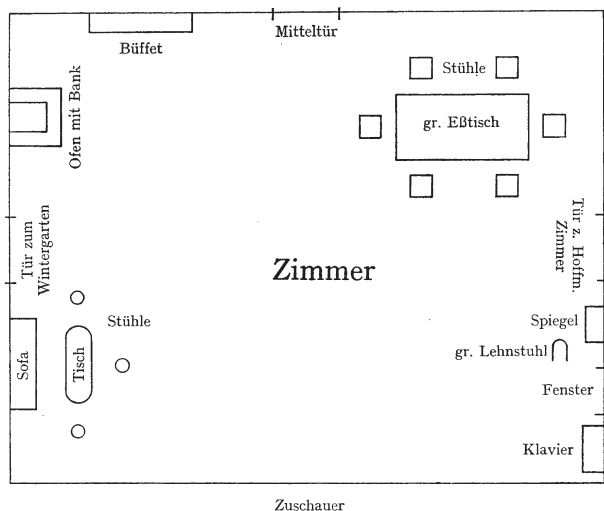 Mitteltür
Büffet
Stühle
Ofen mit Bank
gr. Eßtisch
Tür zum
Wintergarten
Tür z. Hoffm.
Zimmer
Zimmer
Stühle
Spiegel
gr. Lehnstuhl
Sofa
Tisch
Fenster
Klavier
Zuschauer